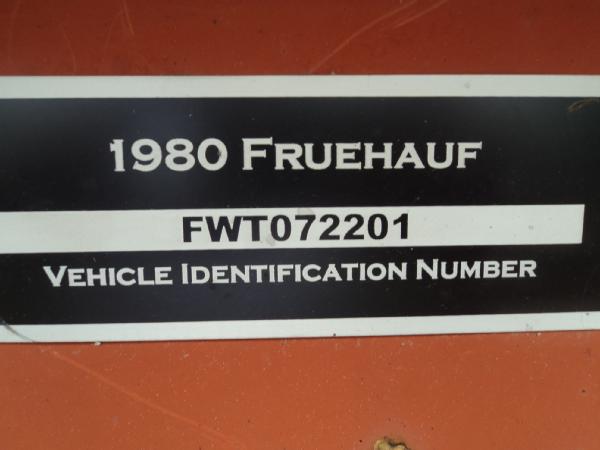 1980 FRUEHAUF
FWT072201
VEHICLE IDENTIFICATION NUMBER